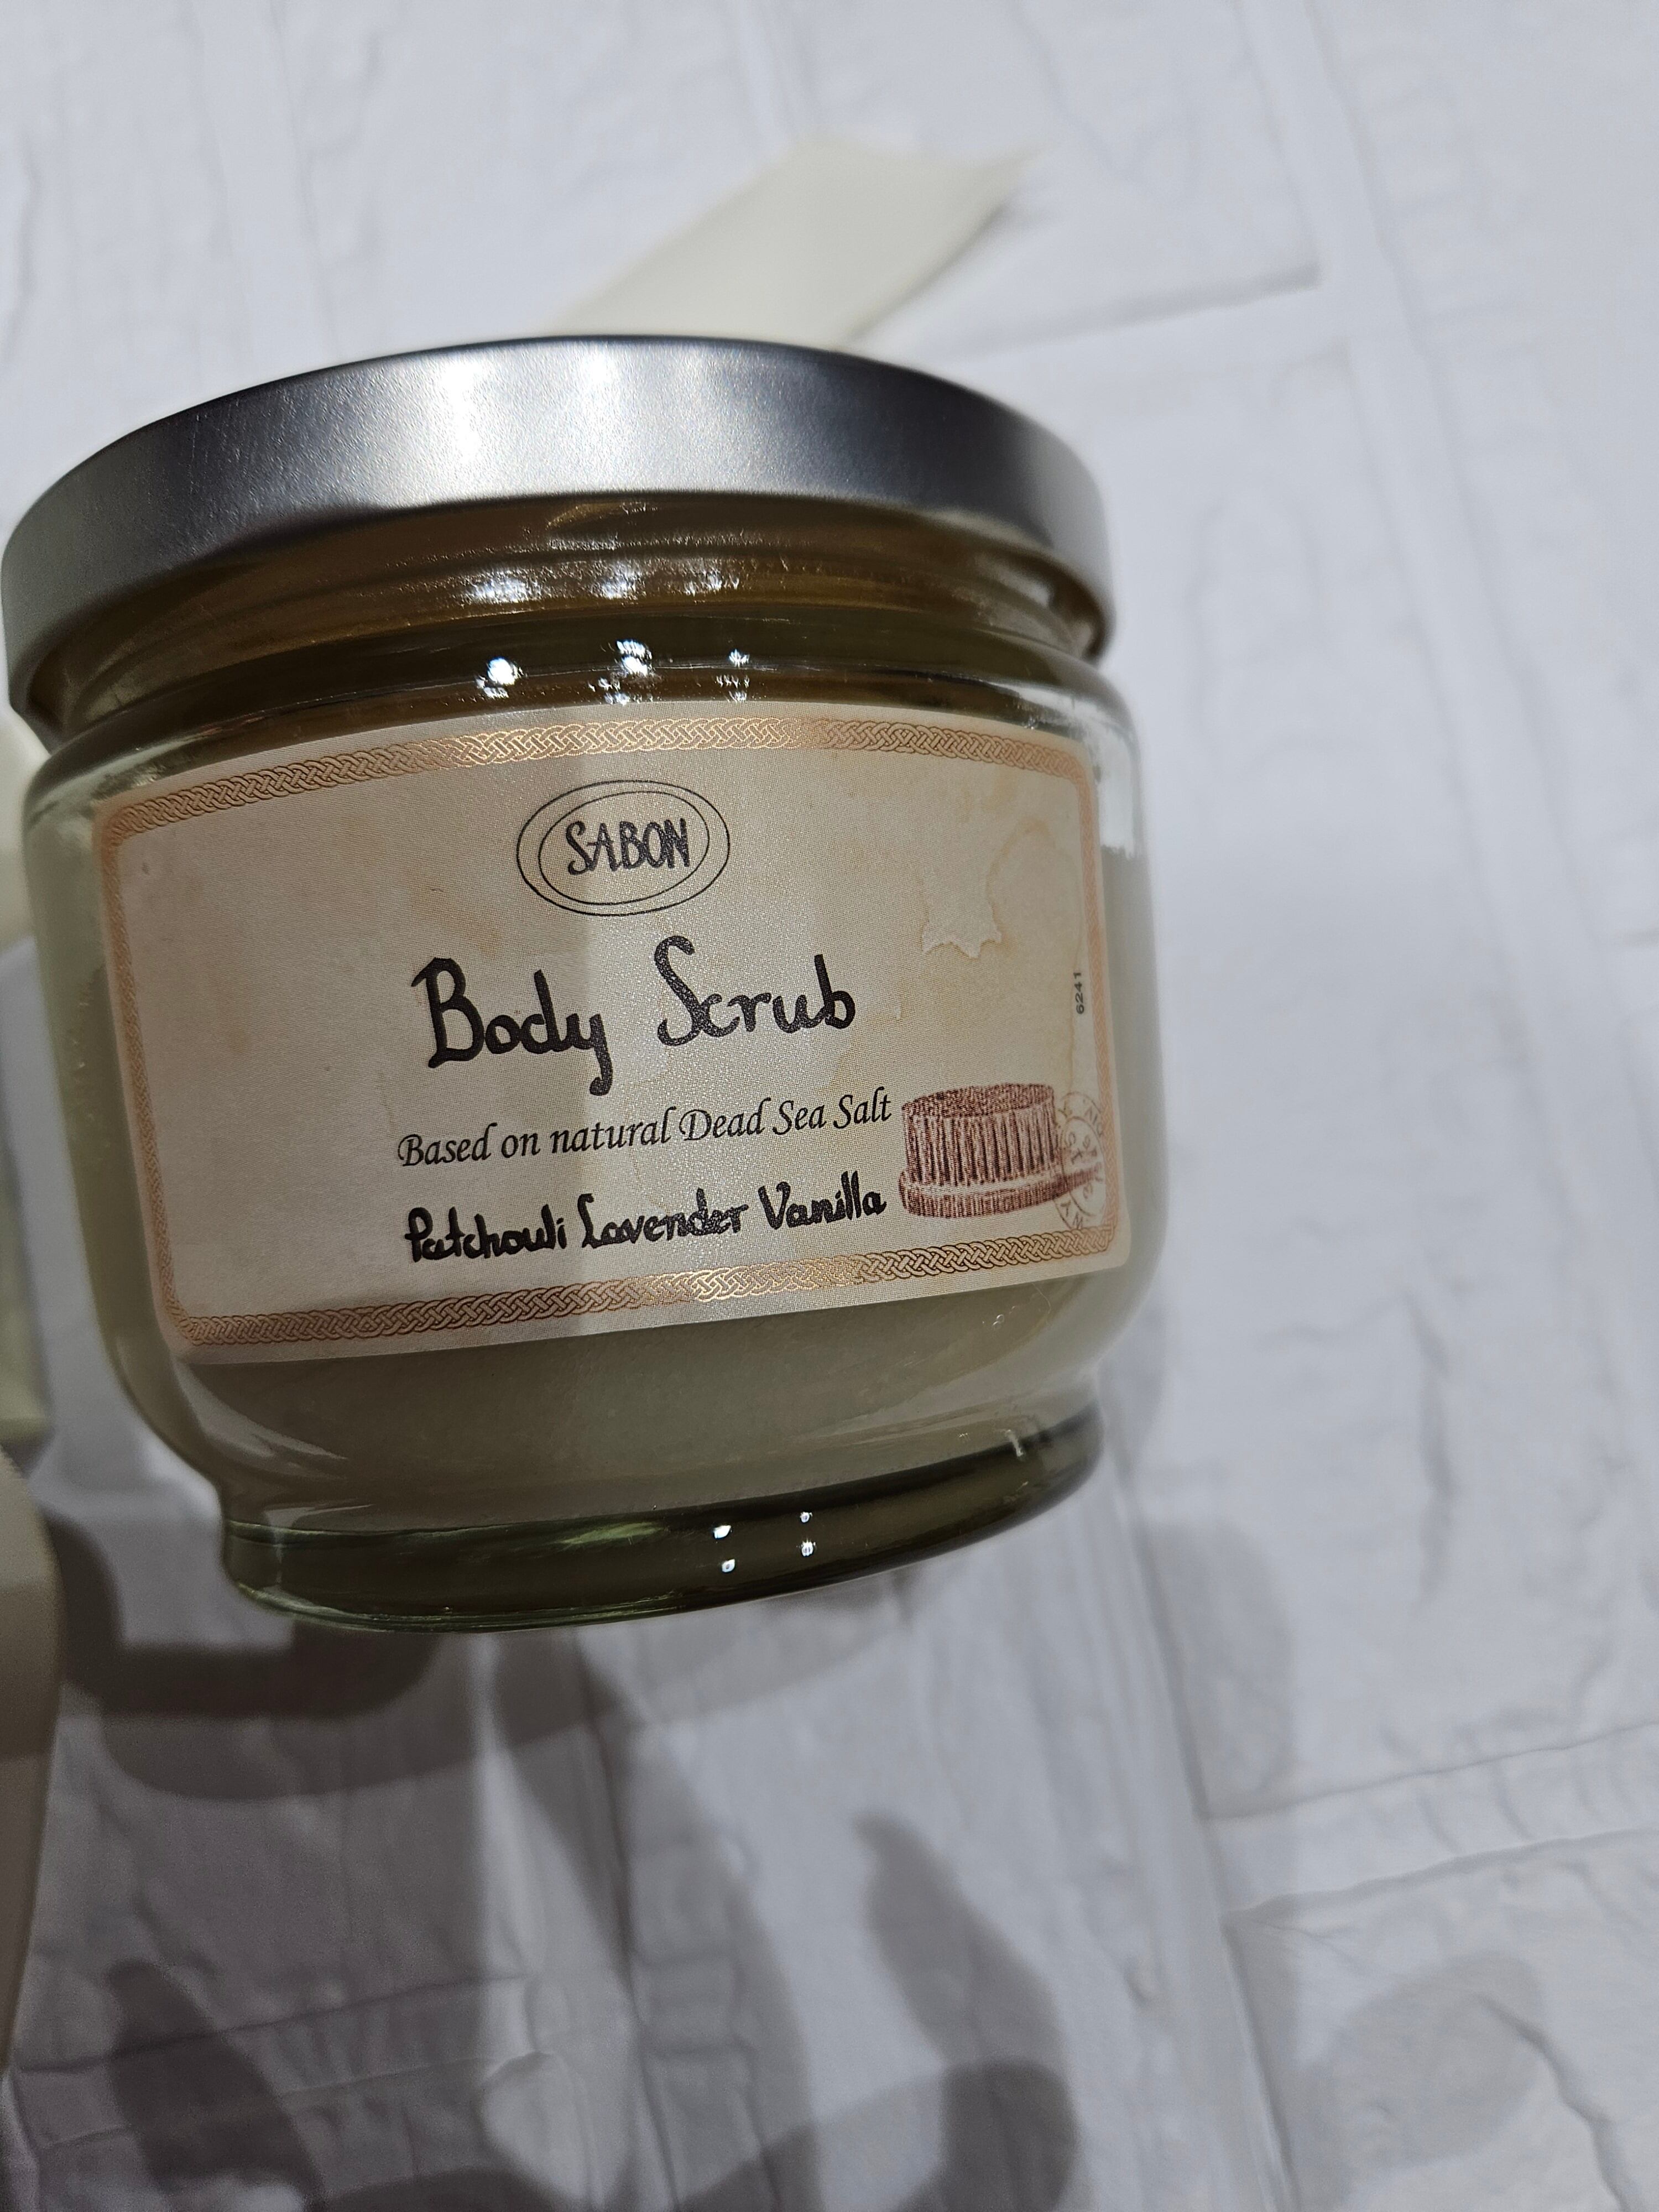 SABON
Body Scrub
Based on natural Dead Sea Salt
Patchouli Lavender Vanilla
6241